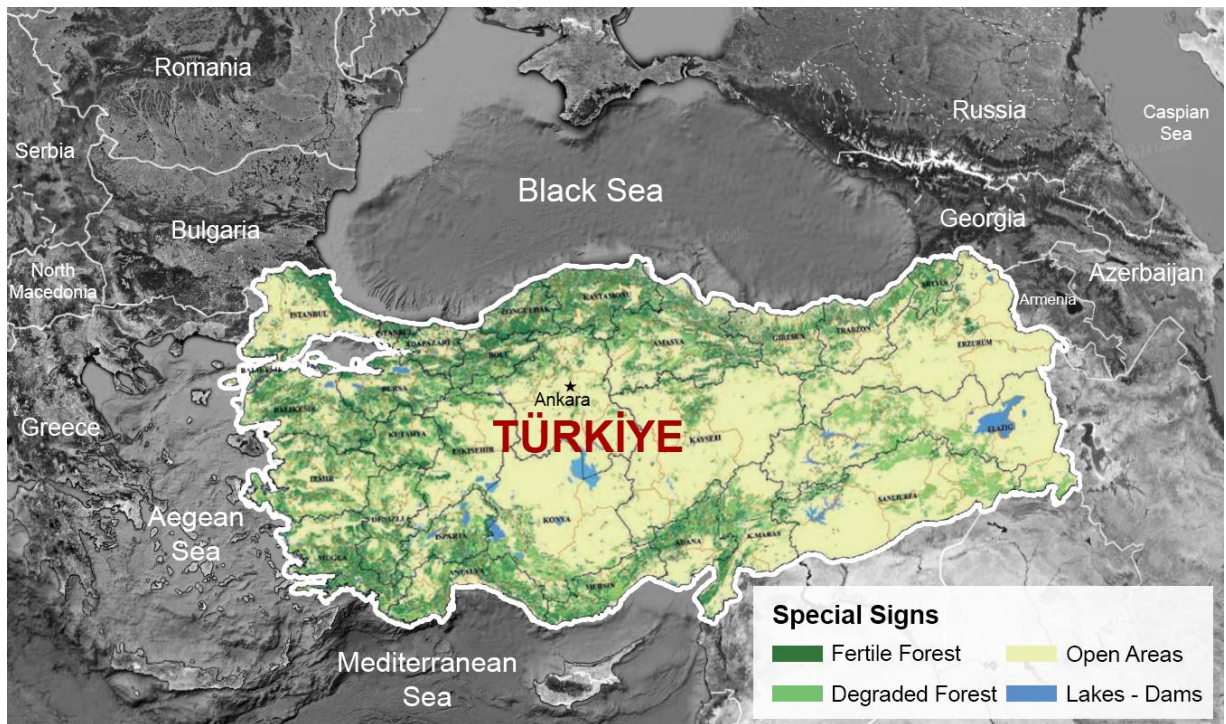 Romania
Serbia
Bulgaria
North
Macedonia
Greece
Aegean
Sea
Black Sea
Russia
Caspian
Sea
Georgia
Azerbaijan
Armenia
ISTANBUL
ZONGULDAK
KASTAMONU
ADAPAZARI
BOLU
AMASYA
GIRESUN
TRABZON
ARTVIN
ERZURUM
BURSA
BALIKESIR
KUTAHYA
ESKISEHIR
Ankara
TÜRKİYE
KAYSERI
ELAZIG
SANLIURFA
IZMIR
DENIZLI
ISPARTA
KONYA
ADANA
K.MARAS
MUGLA
ANTALYA
MERSIN
Mediterranean
Sea
Special Signs
Fertile Forest
Open Areas
Degraded Forest
Lakes - Dams